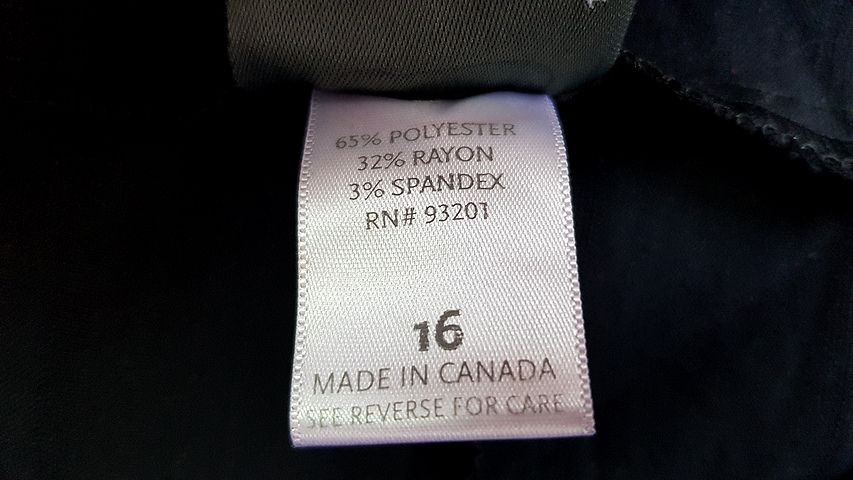 65% POLYESTER
32% RAYON
3% SPANDEX
RN# 93201
16
MADE IN CANADA
SEE REVERSE FOR CARE